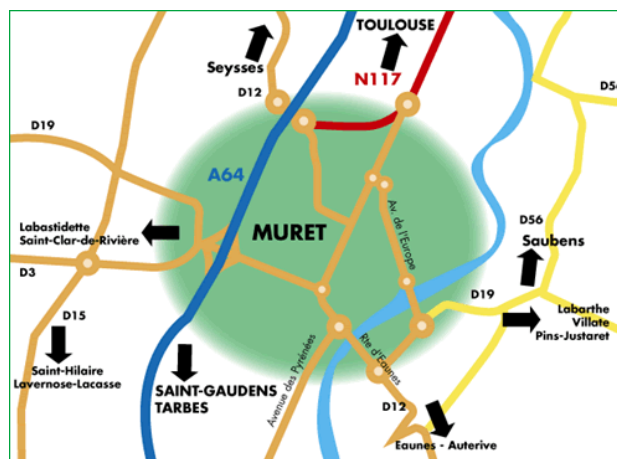 TOULOUSE
Seysses
N117
D12
D54
D19
A64
Labastidette
Saint-Clar-de-Rivière
MURET
Av. de l'Europe
D56
Saubens
D3
D19
D15
Labarthe
Villate
Pins-Justaret
Saint-Hilaire
Lavernose-Lacasse
SAINT-GAUDENS
TARBES
Avenue des Pyrénées
Rte d'Eaunes
D12
Eaunes - Auterive